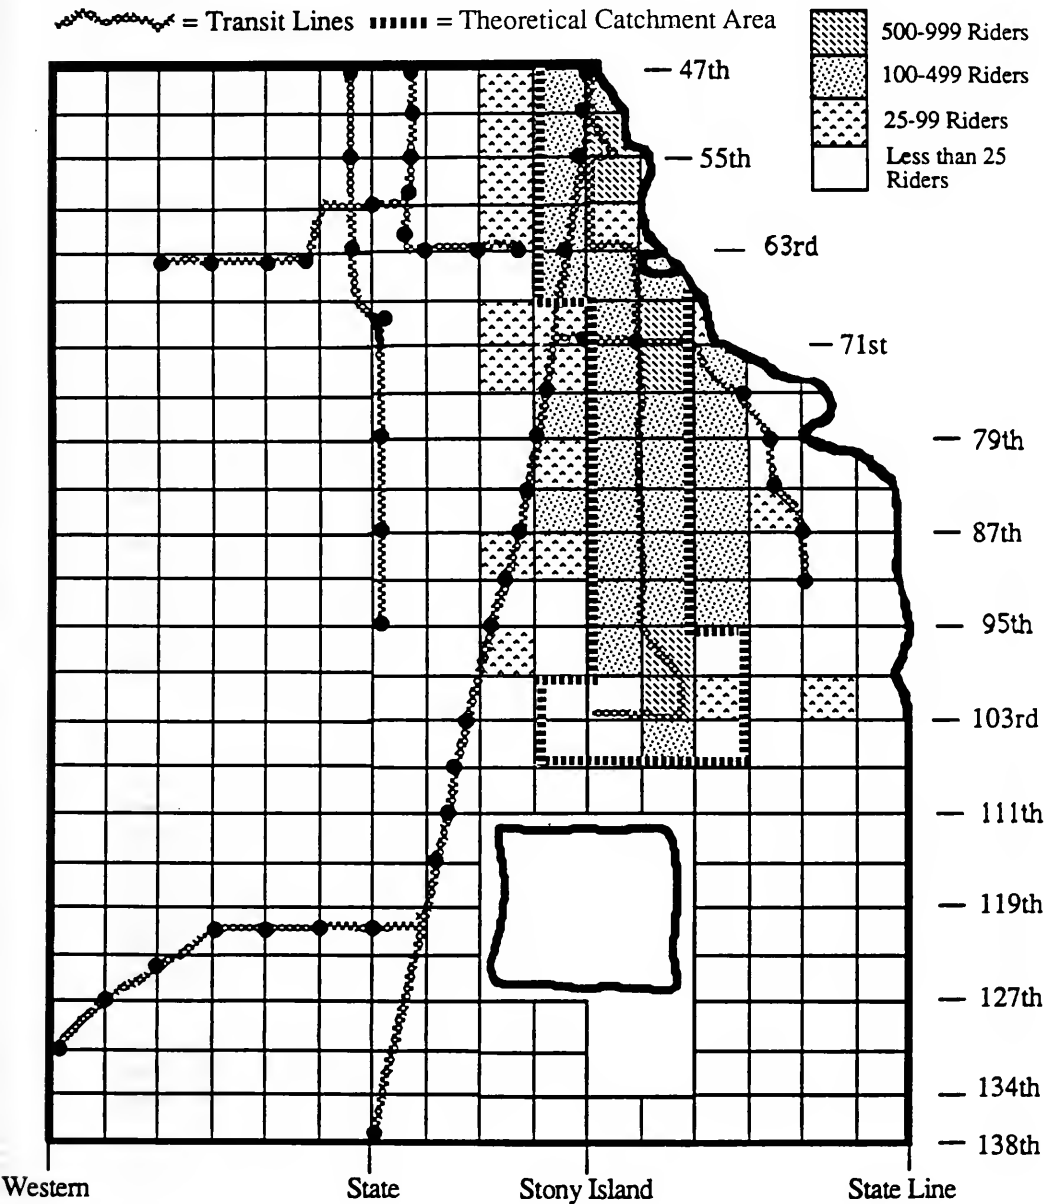 = Transit Lines = Theoretical Catchment Area
500-999 Riders
100-499 Riders
25-99 Riders
Less than 25
Riders
47th
55th
63rd
71st
79th
87th
95th
103rd
111th
119th
127th
134th
138th
Western State Stony Island State Line